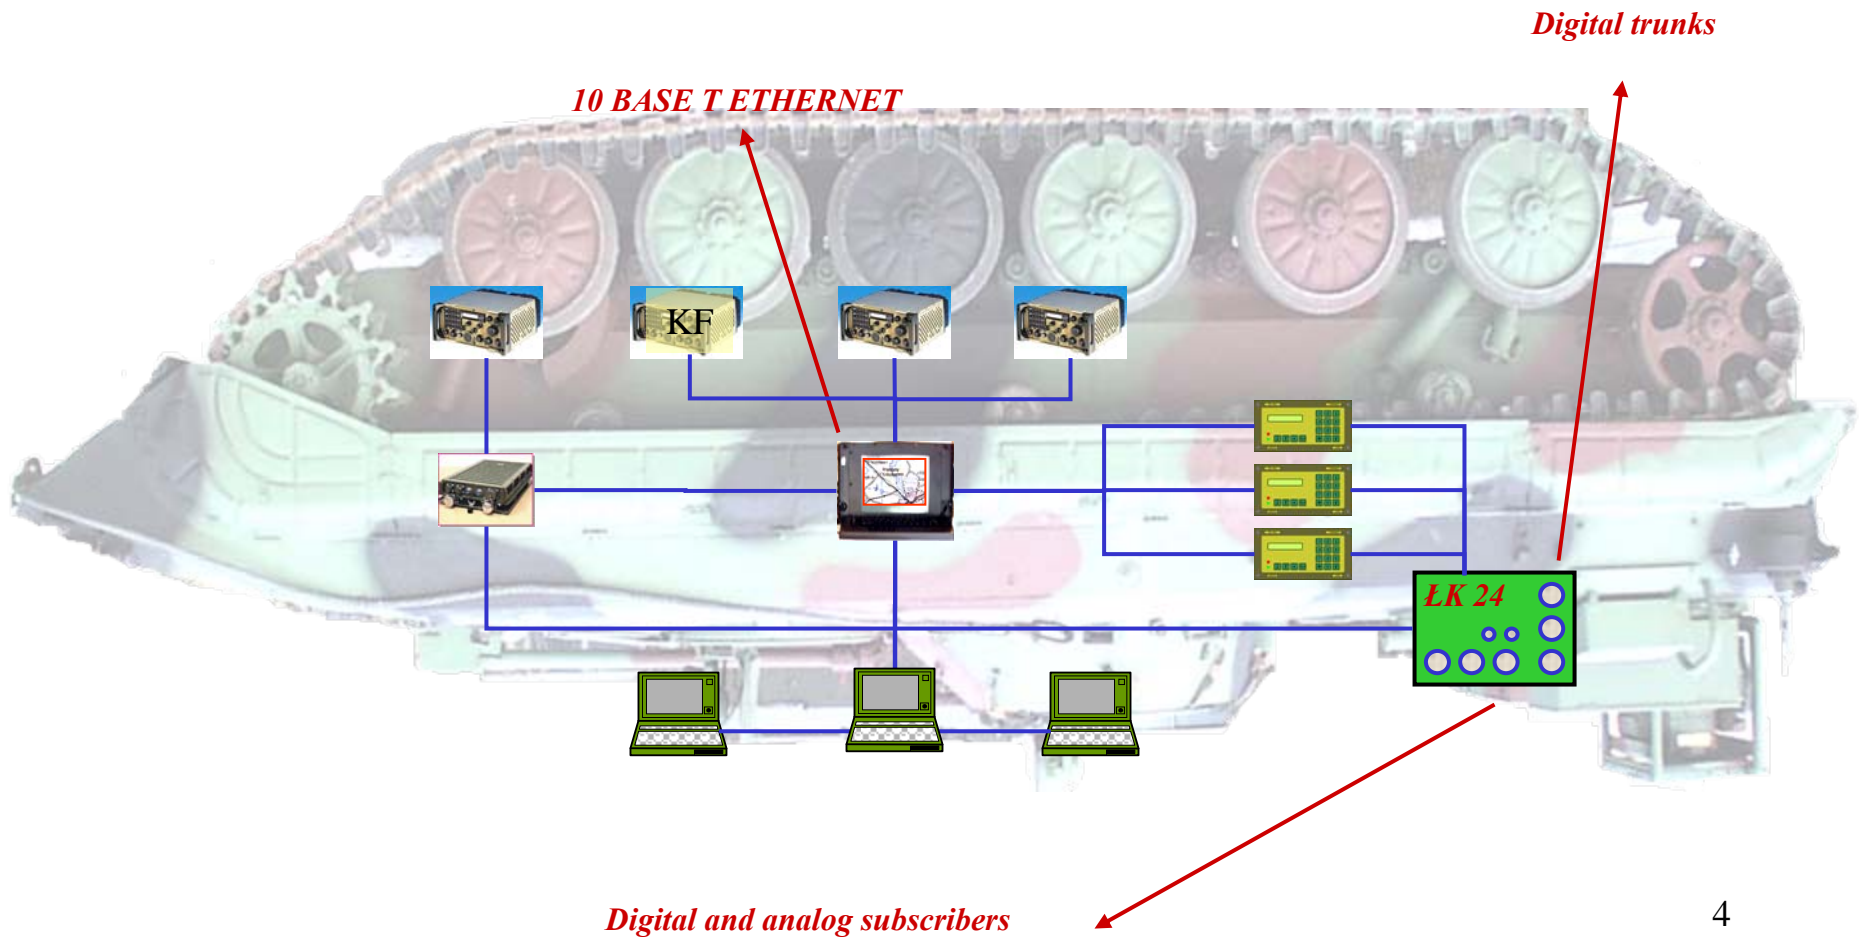 Digital trunks
10 BASE T ETHERNET
KF
ŁK 24
Digital and analog subscribers
4